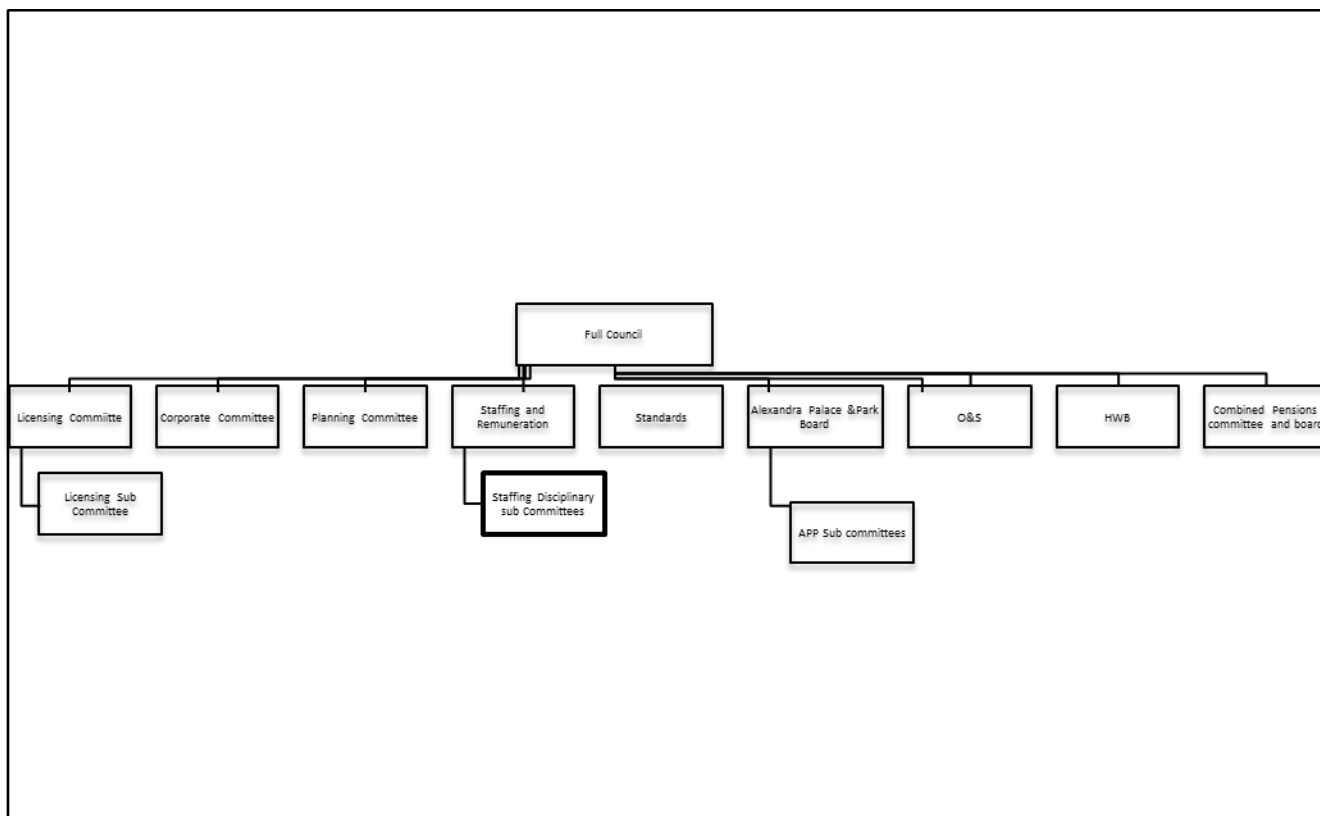 Full Council
Licensing Commiitte
Corporate Committee
Planning Committee
Staffing and
Remuneration
Standards
Alexandra Palace &Park
Board
O&S
HWB
Combined Pensions
committee and board
Licensing Sub
Committee
Staffing Disciplinary
sub Committees
APP Sub committees